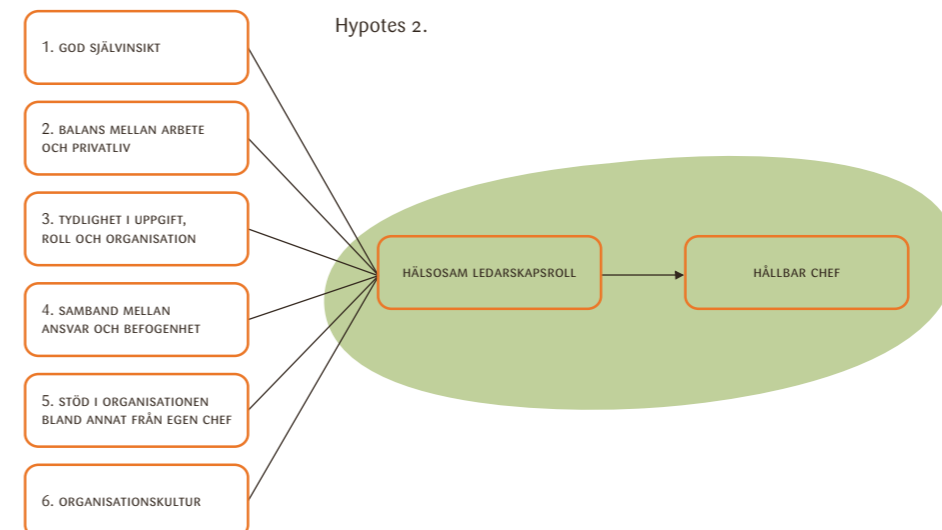 Hypotes 2.
1. GOD SJÄLVINSIKT
2. BALANS MELLAN ARBETE
OCH PRIVATLIV
3. TYDLIGHET I UPPGIFT,
ROLL OCH ORGANISATION
4. SAMBAND MELLAN
ANSVAR OCH BEFOGENHET
5. STÖD I ORGANISATIONEN
BLAND ANNAT FRÅN EGEN CHEF
6. ORGANISATIONSKULTUR
HÄLSOSAM LEDARSKAPSROLL
HÅLLBAR CHEF